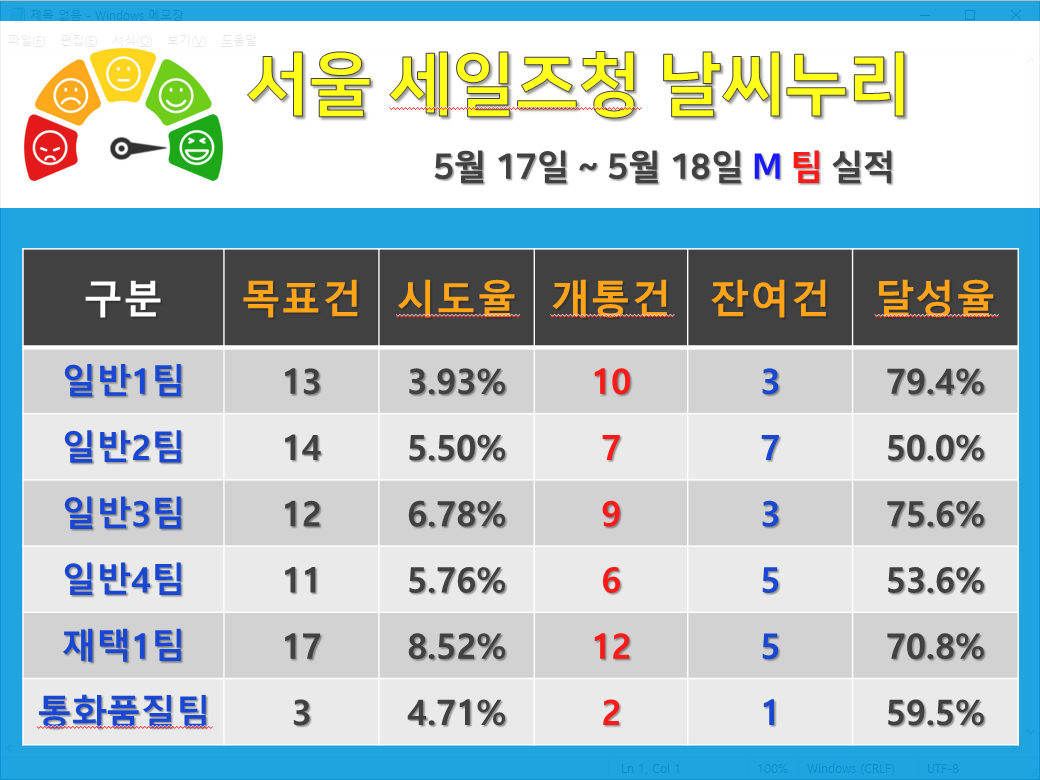 제목 없음 - Windows 메모장
파일(F) 편집(E) 서식(O) 보기(V) 도움말
서울 세일즈청 날씨누리
5월 17일 ~ 5월 18일 M 팀 실적
구분 목표건 시도율 개통건 잔여건 달성율
일반1팀 13 3.93% 10 3 79.4%
일반2팀 14 5.50% 7 7 50.0%
일반3팀 12 6.78% 9 3 75.6%
일반4팀 11 5.76% 6 5 53.6%
재택1팀 17 8.52% 12 5 70.8%
통화품질팀 3 4.71% 2 1 59.5%
Ln 1, Col 1 100% Windows (CRLF) UTF-8